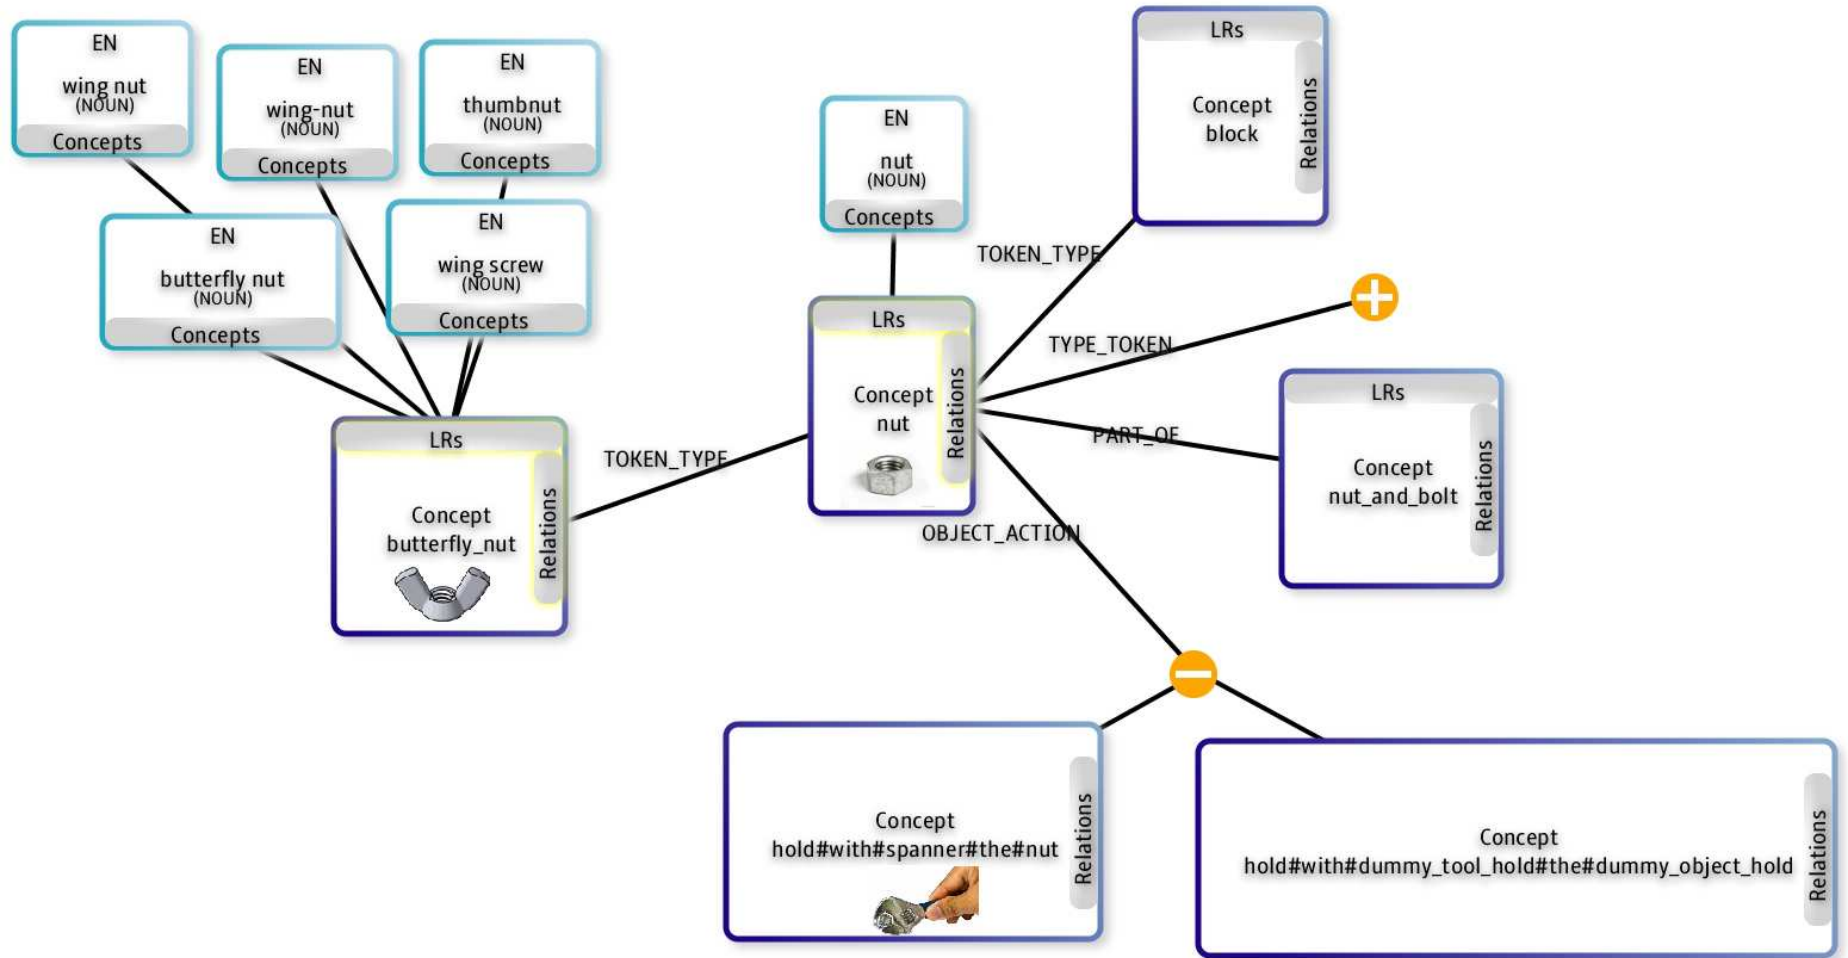 EN
wing nut
(NOUN)
Concepts
EN
wing-nut
(NOUN)
Concepts
EN
thumbnut
(NOUN)
Concepts
EN
butterfly nut
(NOUN)
Concepts
EN
wing screw
(NOUN)
Concepts
LRs
Concept
butterfly_nut
Relations
TOKEN_TYPE
EN
nut
(NOUN)
Concepts
LRs
Concept
nut
Relations
TOKEN_TYPE
LRs
Concept
block
Relations
TYPE_TOKEN
PART_OF
LRs
Concept
nut_and_bolt
Relations
OBJECT_ACTION
Concept
hold#with#spanner#the#nut
Relations
Concept
hold#with#dummy_tool_hold#the#dummy_object_hold
Relations